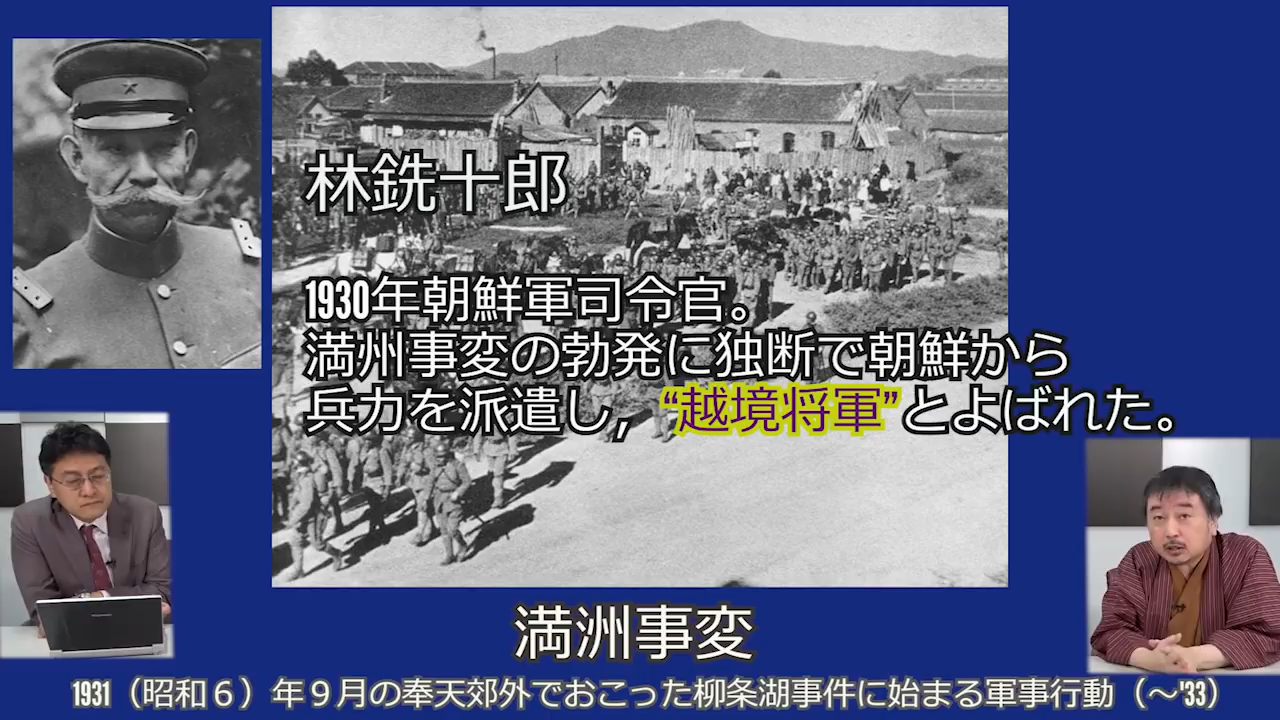 林銑十郎
1930年朝鮮軍司令官。
満州事変の勃発に独断で朝鮮から
兵力を派遣し，“越境将軍”とよばれた。
満洲事変
1931（昭和６）年９月の奉天郊外でおこった柳条湖事件に始まる軍事行動（～'33）